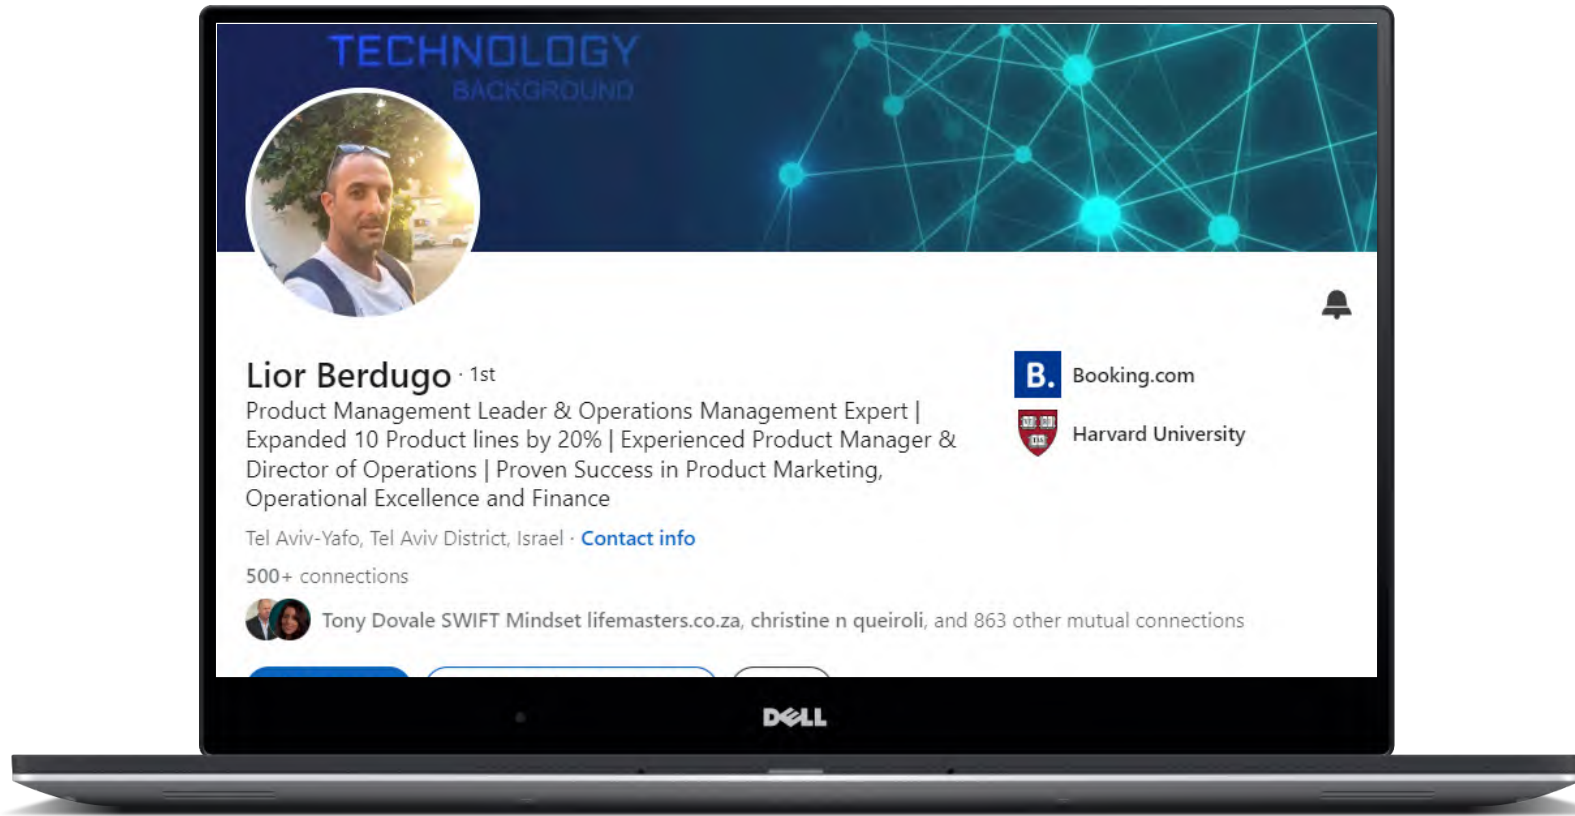 TECHNOLOGY
BACKGROUND
Lior Berdugo · 1st
Product Management Leader & Operations Management Expert |
Expanded 10 Product lines by 20% | Experienced Product Manager &
Director of Operations | Proven Success in Product Marketing,
Operational Excellence and Finance
Tel Aviv-Yafo, Tel Aviv District, Israel · Contact info
500+ connections
Tony Dovale SWIFT Mindset lifemasters.co.za, christine n queiroli, and 863 other mutual connections
B. Booking.com
Harvard University
DELL